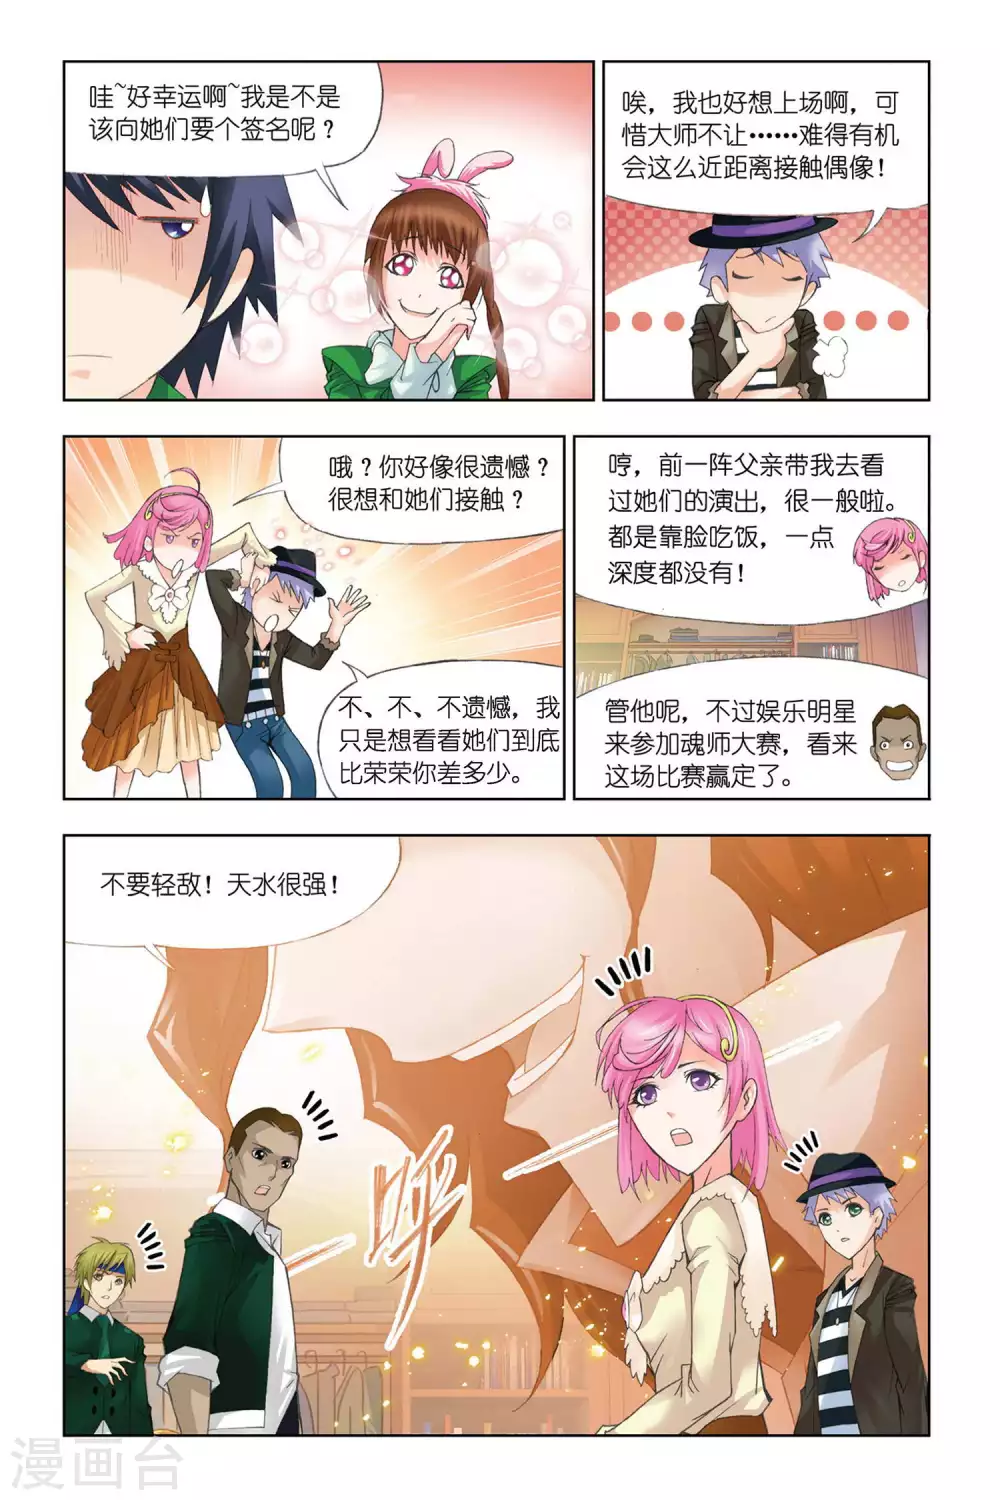 哇~好幸运啊~我是不是
该向她们要个签名呢？
唉，我也好想上场啊，可
惜大师不让……难得有机
会这么近距离接触偶像！
哦？你好像很遗憾？
很想和她们接触？
不、不、不遗憾，我
只是想看看她们到底
比荣荣你差多少。
哼，前一阵父亲带我去看
过她们的演出，很一般啦。
都是靠脸吃饭，一点
深度都没有！
管他呢，不过娱乐明星
来参加魂师大赛，看来
这场比赛赢定了。
不要轻敌！天水很强！
呼
漫画台